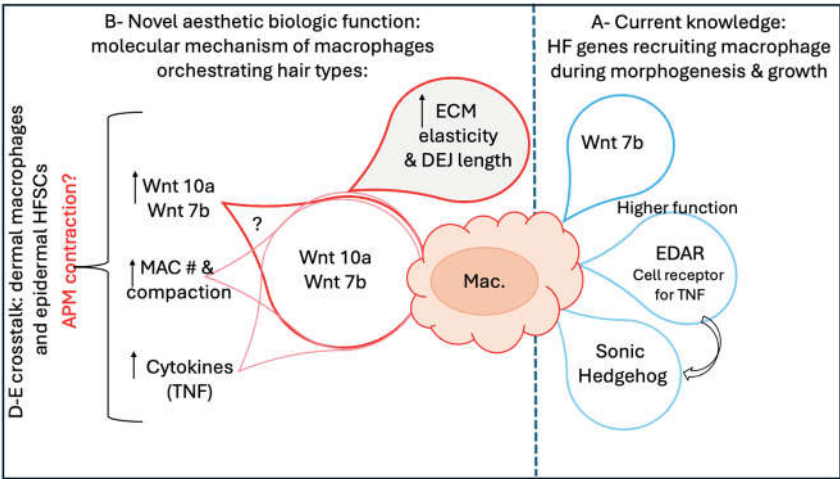 B- Novel aesthetic biologic function:
molecular mechanism of macrophages
orchestrating hair types:
A- Current knowledge:
HF genes recruiting macrophage
during morphogenesis & growth
D-E crosstalk: dermal macrophages
and epidermal HFSCs
APM contraction?
↑ ECM
elasticity
& DEJ length
↑ Wnt 10a
Wnt 7b
?
↑ MAC # &
compaction
↑ Cytokines
(TNF)
Wnt 10a
Wnt 7b
Mac.
Wnt 7b
Higher function
EDAR
Cell receptor
for TNF
Sonic
Hedgehog